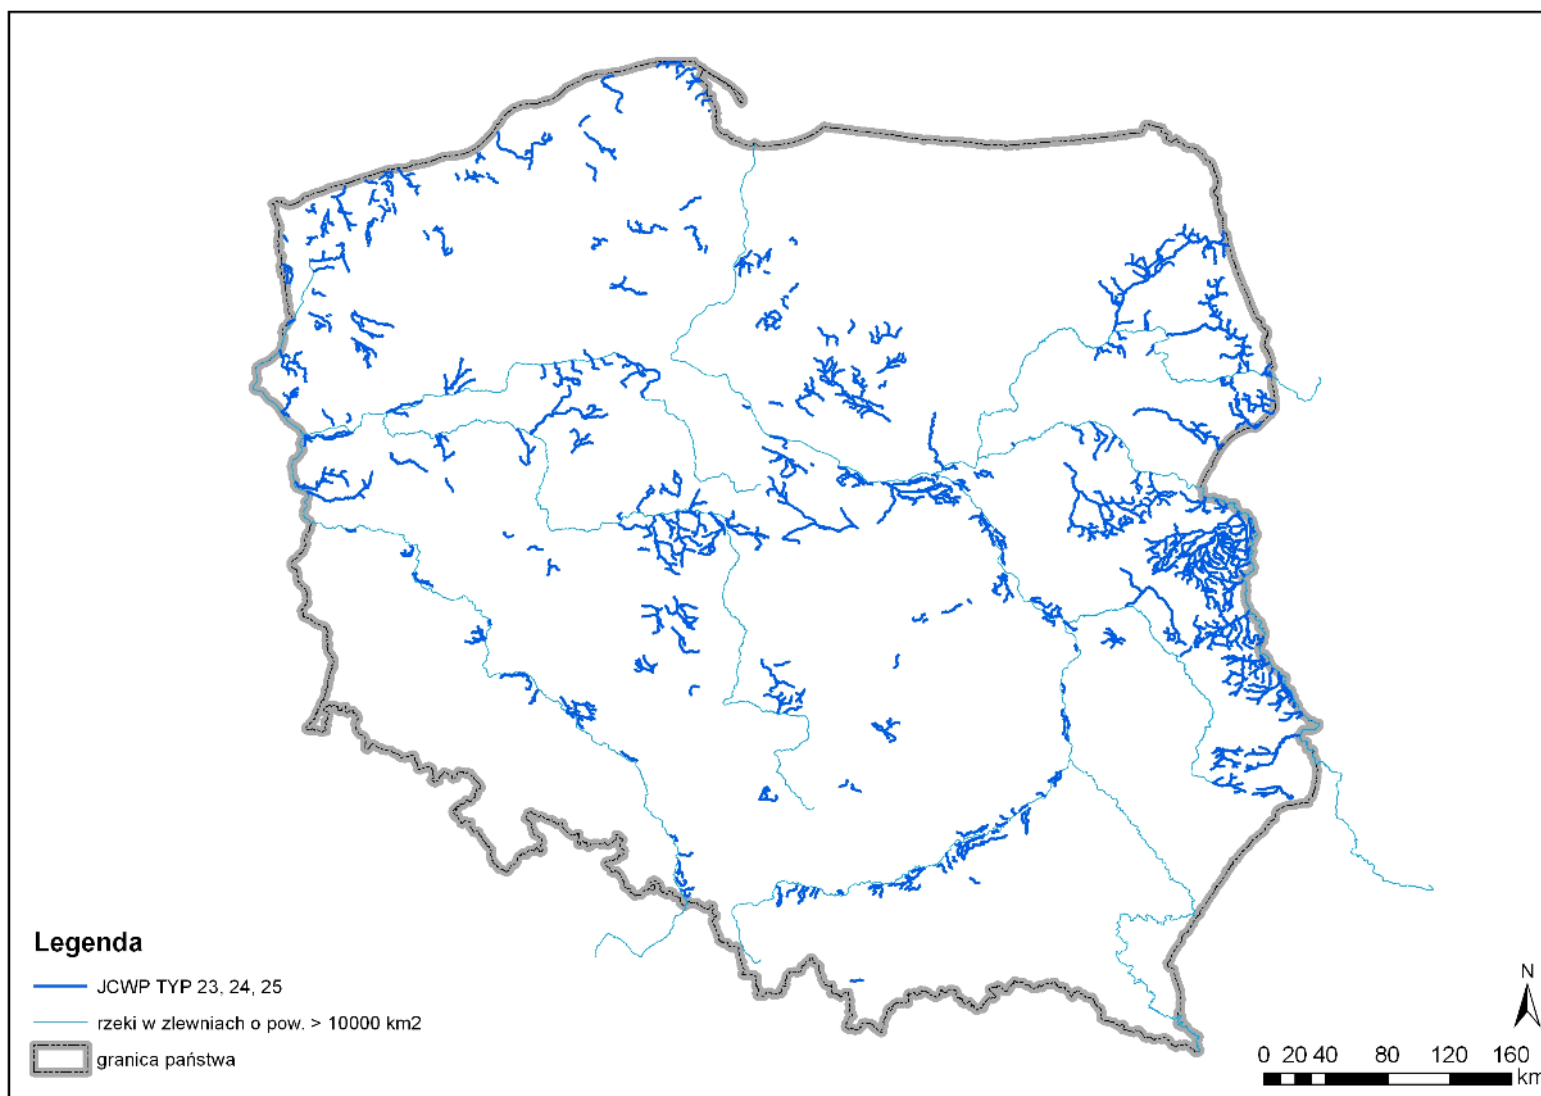 Legenda
JCWP TYP 23, 24, 25
rzeki w zlewniach o pow. > 10000 km2
granica państwa
N
0 20 40 80 120 160
km